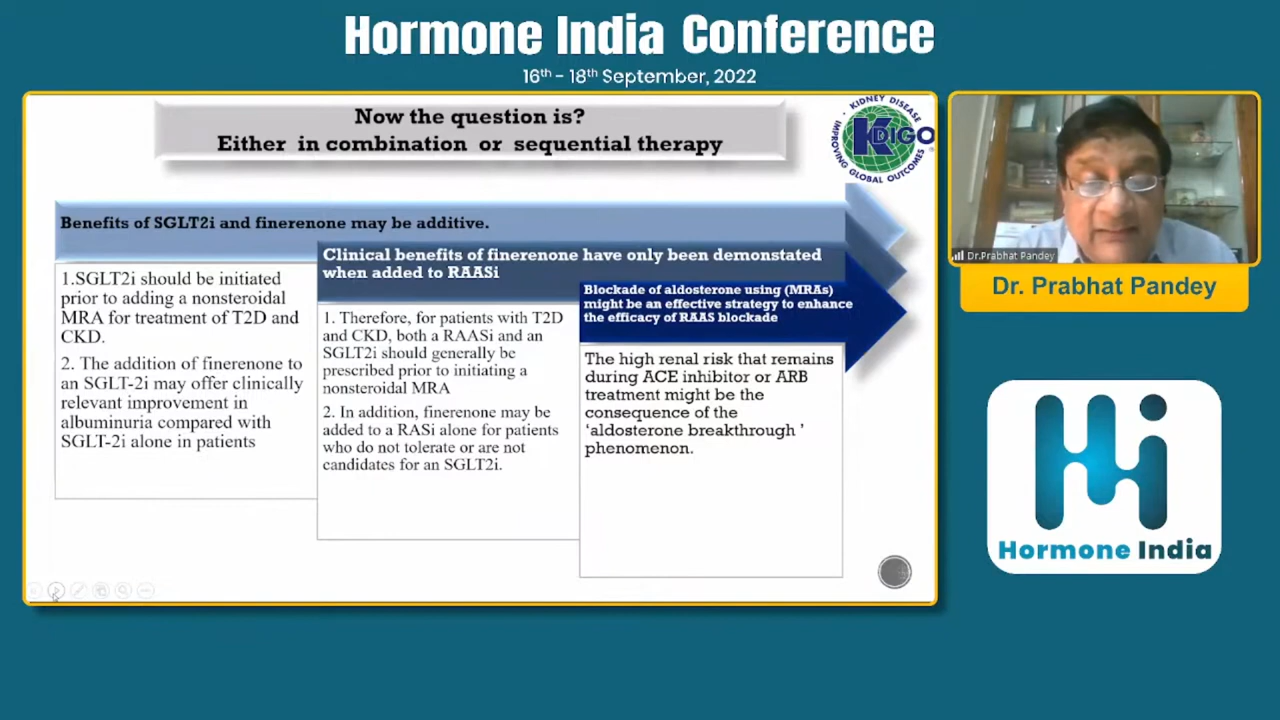 Hormone India Conference
16th - 18th September, 2022
Now the question is?
Either in combination or sequential therapy
KIDNEY DISEASE
KDIGO
IMPROVING GLOBAL OUTCOMES
Benefits of SGLT2i and finerenone may be additive.
1.SGLT2i should be initiated
prior to adding a nonsteroidal
MRA for treatment of T2D and
CKD.
2. The addition of finerenone to
an SGLT-2i may offer clinically
relevant improvement in
albuminuria compared with
SGLT-2i alone in patients
Clinical benefits of finerenone have only been demonstated
when added to RAASi
1. Therefore, for patients with T2D
and CKD, both a RAASi and an
SGLT2i should generally be
prescribed prior to initiating a
nonsteroidal MRA
2. In addition, finerenone may be
added to a RASi alone for patients
who do not tolerate or are not
candidates for an SGLT2i.
Blockade of aldosterone using (MRAs)
might be an effective strategy to enhance
the efficacy of RAAS blockade
The high renal risk that remains
during ACE inhibitor or ARB
treatment might be the
consequence of the
‘aldosterone breakthrough ’
phenomenon.
Dr.Prabhat Pandey
Dr. Prabhat Pandey
Hormone India